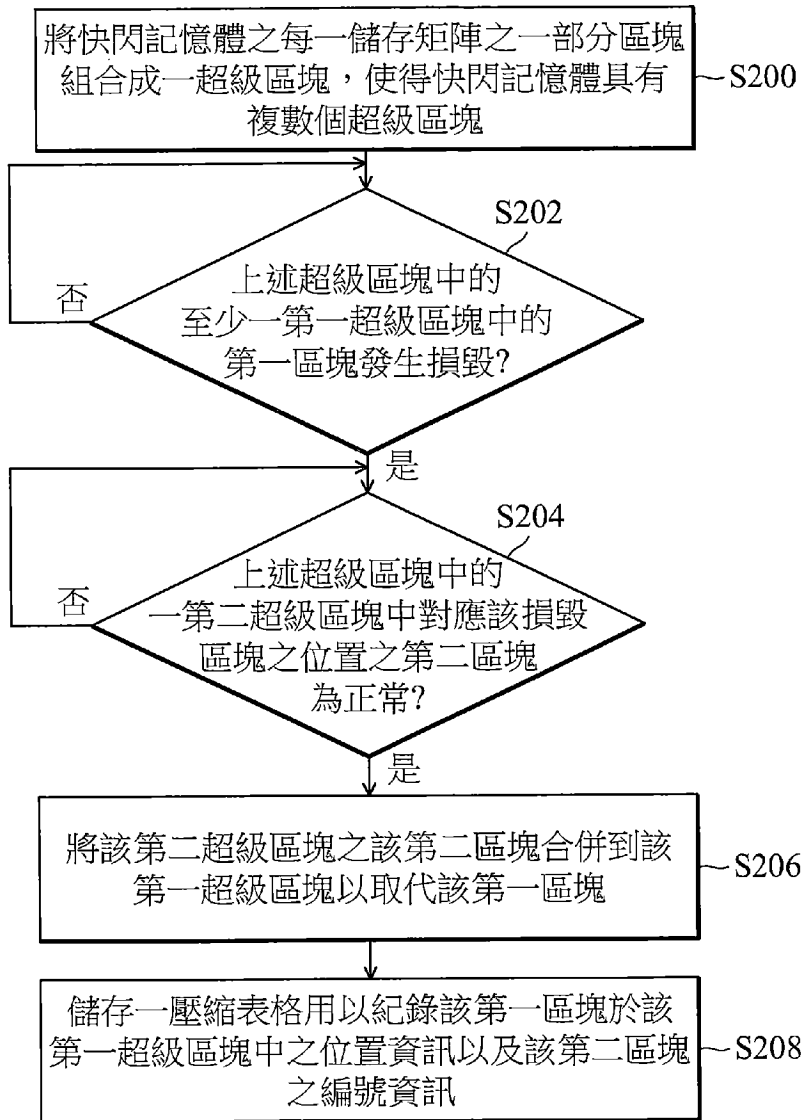 將快閃記憶體之每一儲存矩陣之一部分區塊
組合成一超級區塊，使得快閃記憶體具有
複數個超級區塊
S200
S202
上述超級區塊中的
至少一第一超級區塊中的
第一區塊發生損毀?
否
是
S204
上述超級區塊中的
一第二超級區塊中對應該損毀
區塊之位置之第二區塊
為正常?
否
是
將該第二超級區塊之該第二區塊合併到該
第一超級區塊以取代該第一區塊
S206
儲存一壓縮表格用以紀錄該第一區塊於該
第一超級區塊中之位置資訊以及該第二區塊
之編號資訊
S208